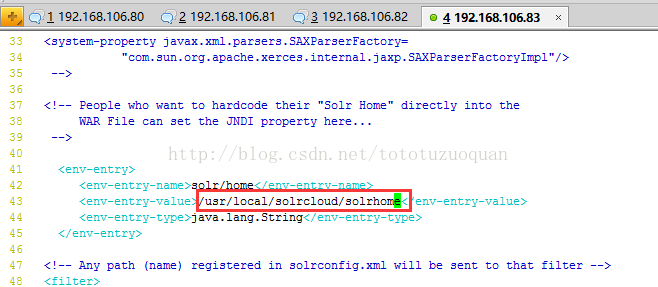 1 192.168.106.80 2 192.168.106.81 3 192.168.106.82 4 192.168.106.83
33 <system-property javax.xml.parsers.SAXParserFactory=
34 "com.sun.org.apache.xerces.internal.jaxp.SAXParserFactoryImpl"/>
35 -->
36
37 <!-- People who want to hardcode their "Solr Home" directly into the
38 WAR File can set the JNDI property here...
39 -->
40
http://blog.csdn.net/tototuzuoquan
41 <env-entry>
42 <env-entry-name>solr/home</env-entry-name>
43 <env-entry-value>/usr/local/solrcloud/solrhome</env-entry-value>
44 <env-entry-type>java.lang.String</env-entry-type>
45 </env-entry>
46
47 <!-- Any path (name) registered in solrconfig.xml will be sent to that filter -->
48 <filter>